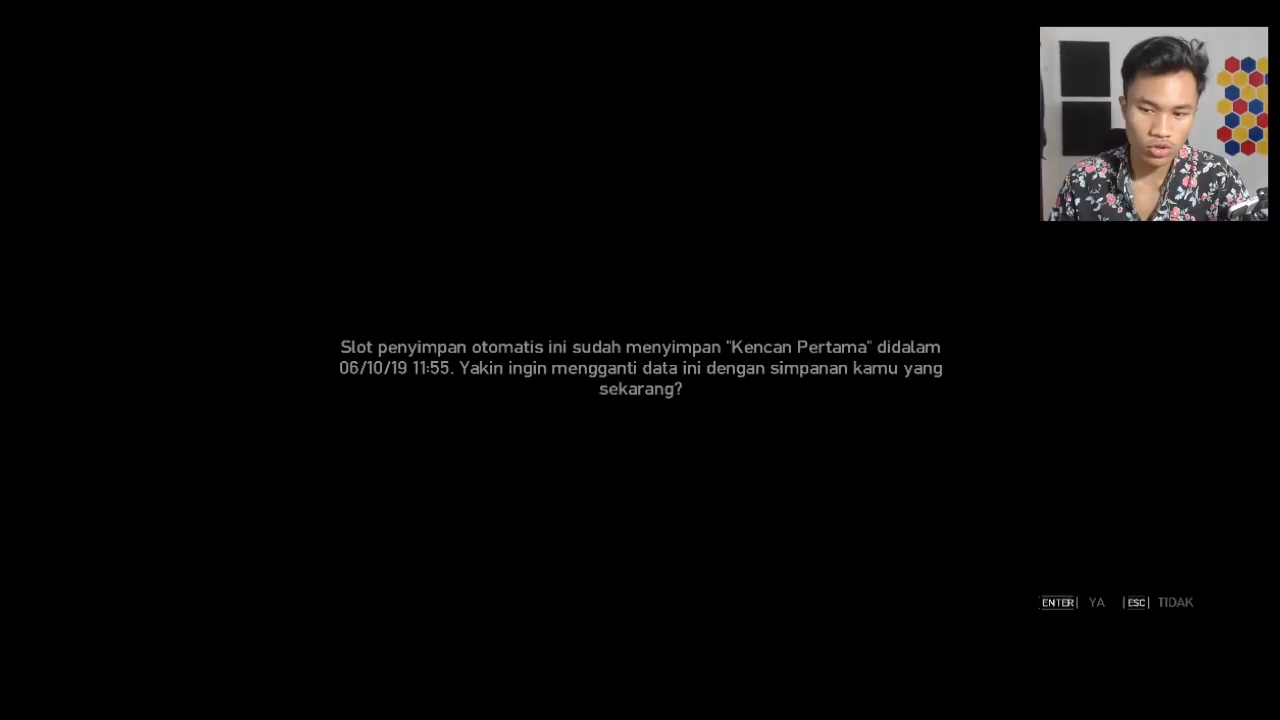 Slot penyimpan otomatis ini sudah menyimpan "Kencan Pertama" didalam
06/10/19 11:55. Yakin ingin mengganti data ini dengan simpanan kamu yang
sekarang?
ENTER YA ESC TIDAK